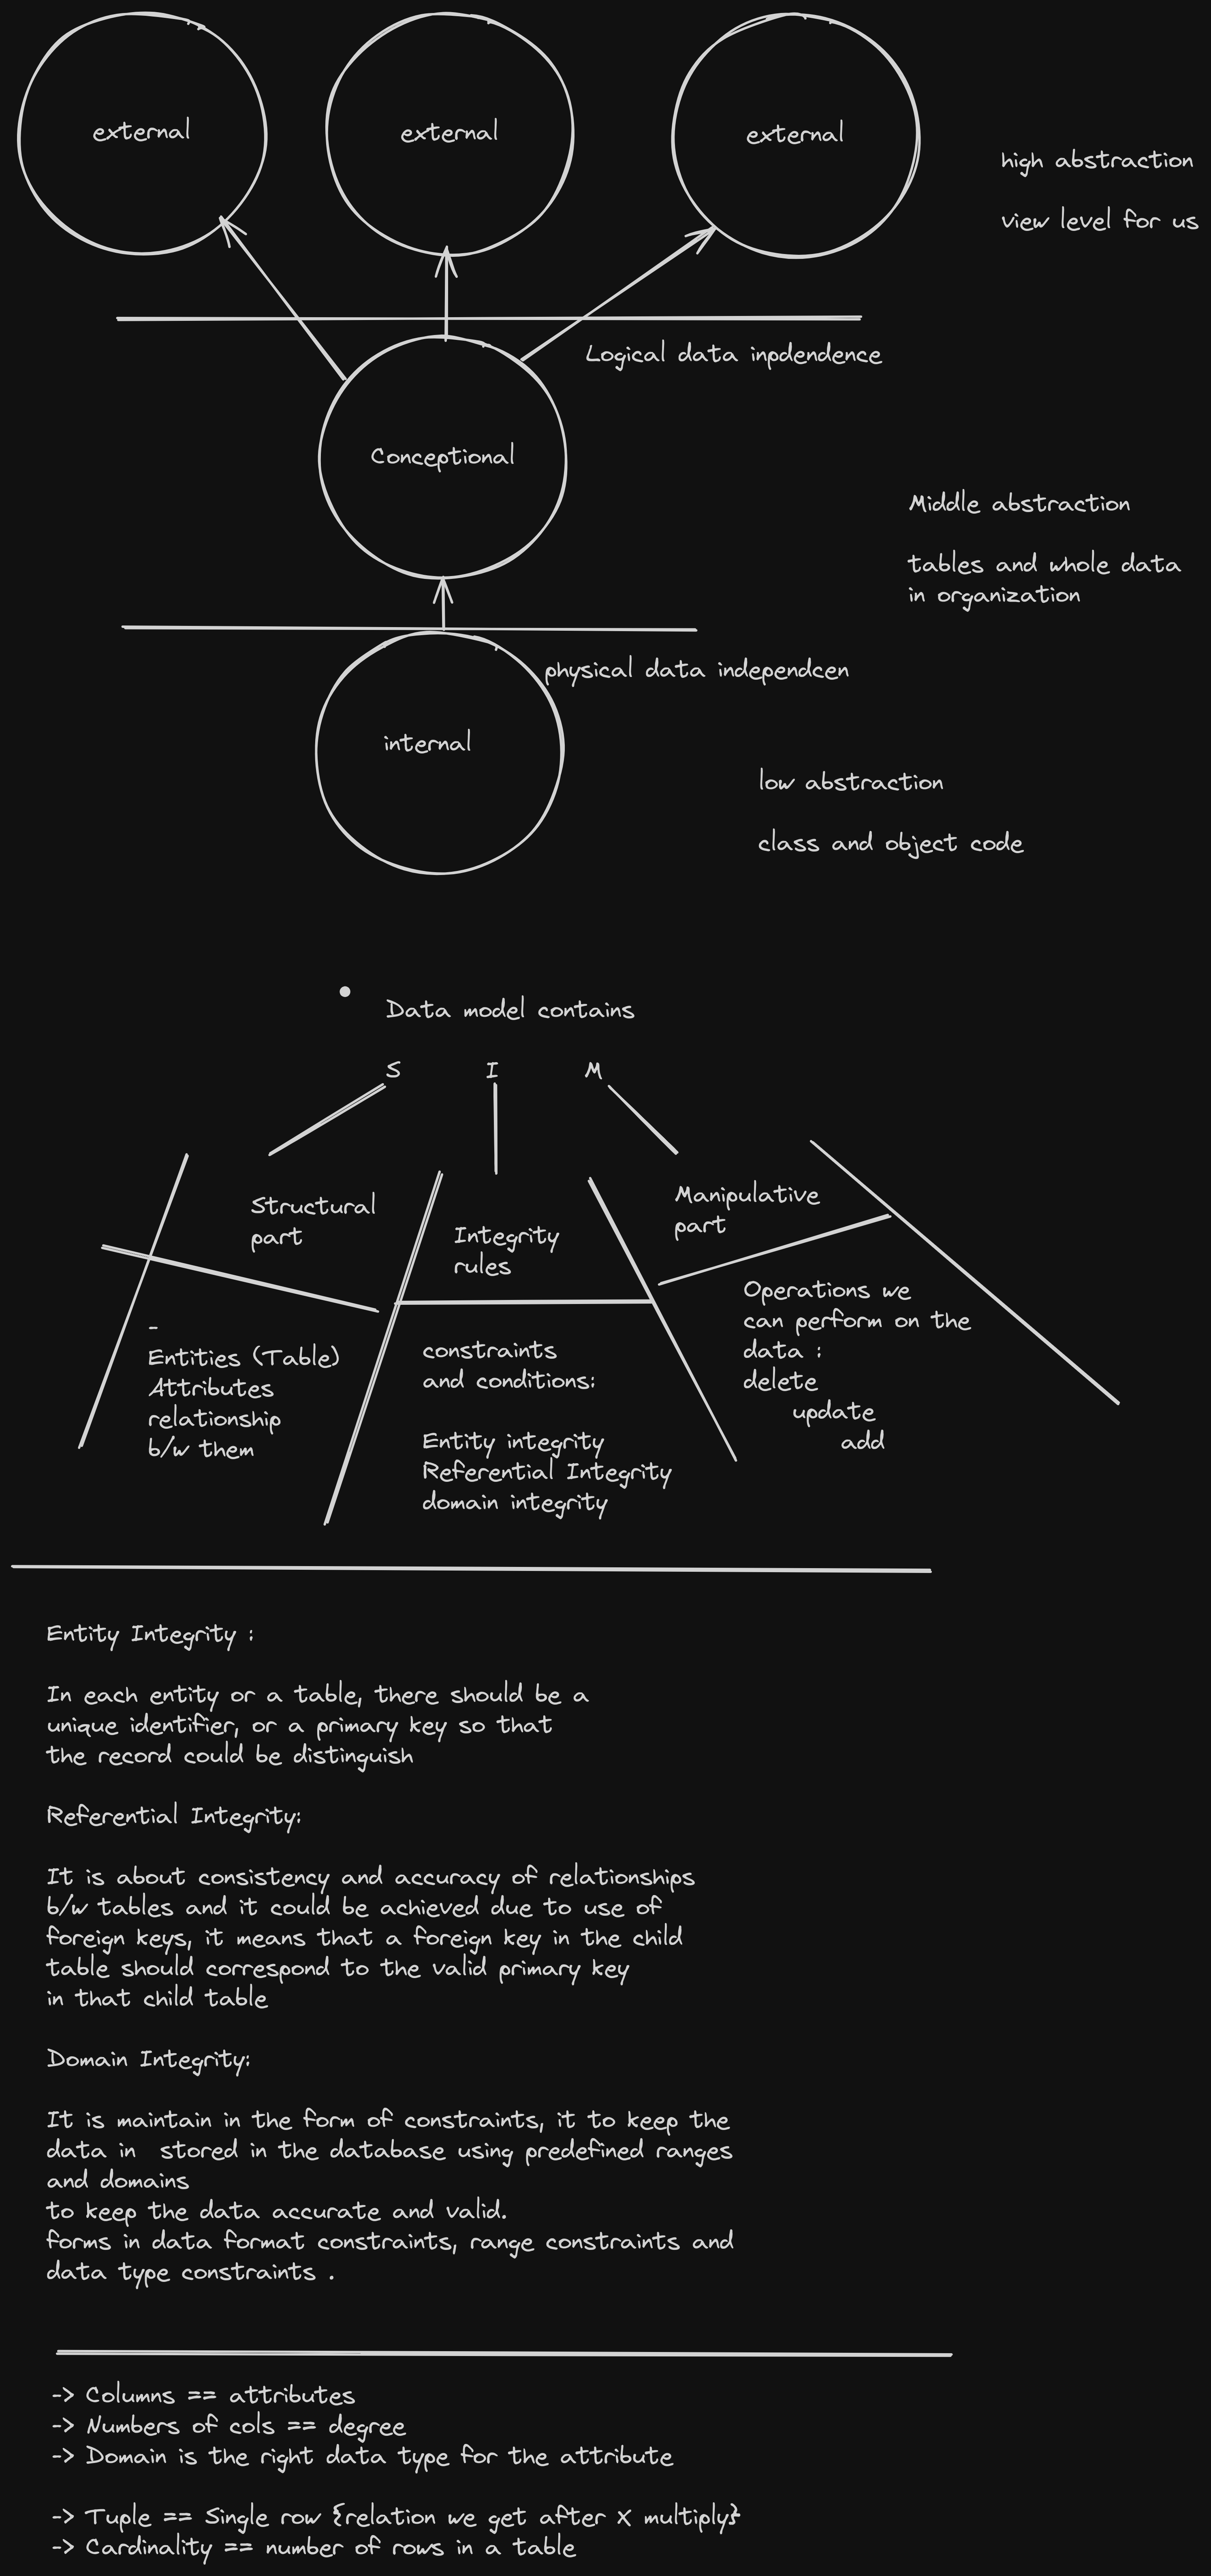 external
external
external
high abstraction
view level for us
Logical data inpdendence
Conceptional
Middle abstraction
tables and whole data
in organization
physical data independcen
internal
low abstraction
class and object code
Data model contains
S I M
Structural
part
Integrity
rules
Manipulative
part
-
Entities (Table)
Attributes
relationship
b/w them
constraints
and conditions:
Entity integrity
Referential Integrity
domain integrity
Operations we
can perform on the
data :
delete
update
add
Entity Integrity :
In each entity or a table, there should be a
unique identifier, or a primary key so that
the record could be distinguish
Referential Integrity:
It is about consistency and accuracy of relationships
b/w tables and it could be achieved due to use of
foreign keys, it means that a foreign key in the child
table should correspond to the valid primary key
in that child table
Domain Integrity:
It is maintain in the form of constraints, it to keep the
data in stored in the database using predefined ranges
and domains
to keep the data accurate and valid.
forms in data format constraints, range constraints and
data type constraints .
-> Columns == attributes
-> Numbers of cols == degree
-> Domain is the right data type for the attribute
-> Tuple == Single row {relation we get after X multiply}
-> Cardinality == number of rows in a table